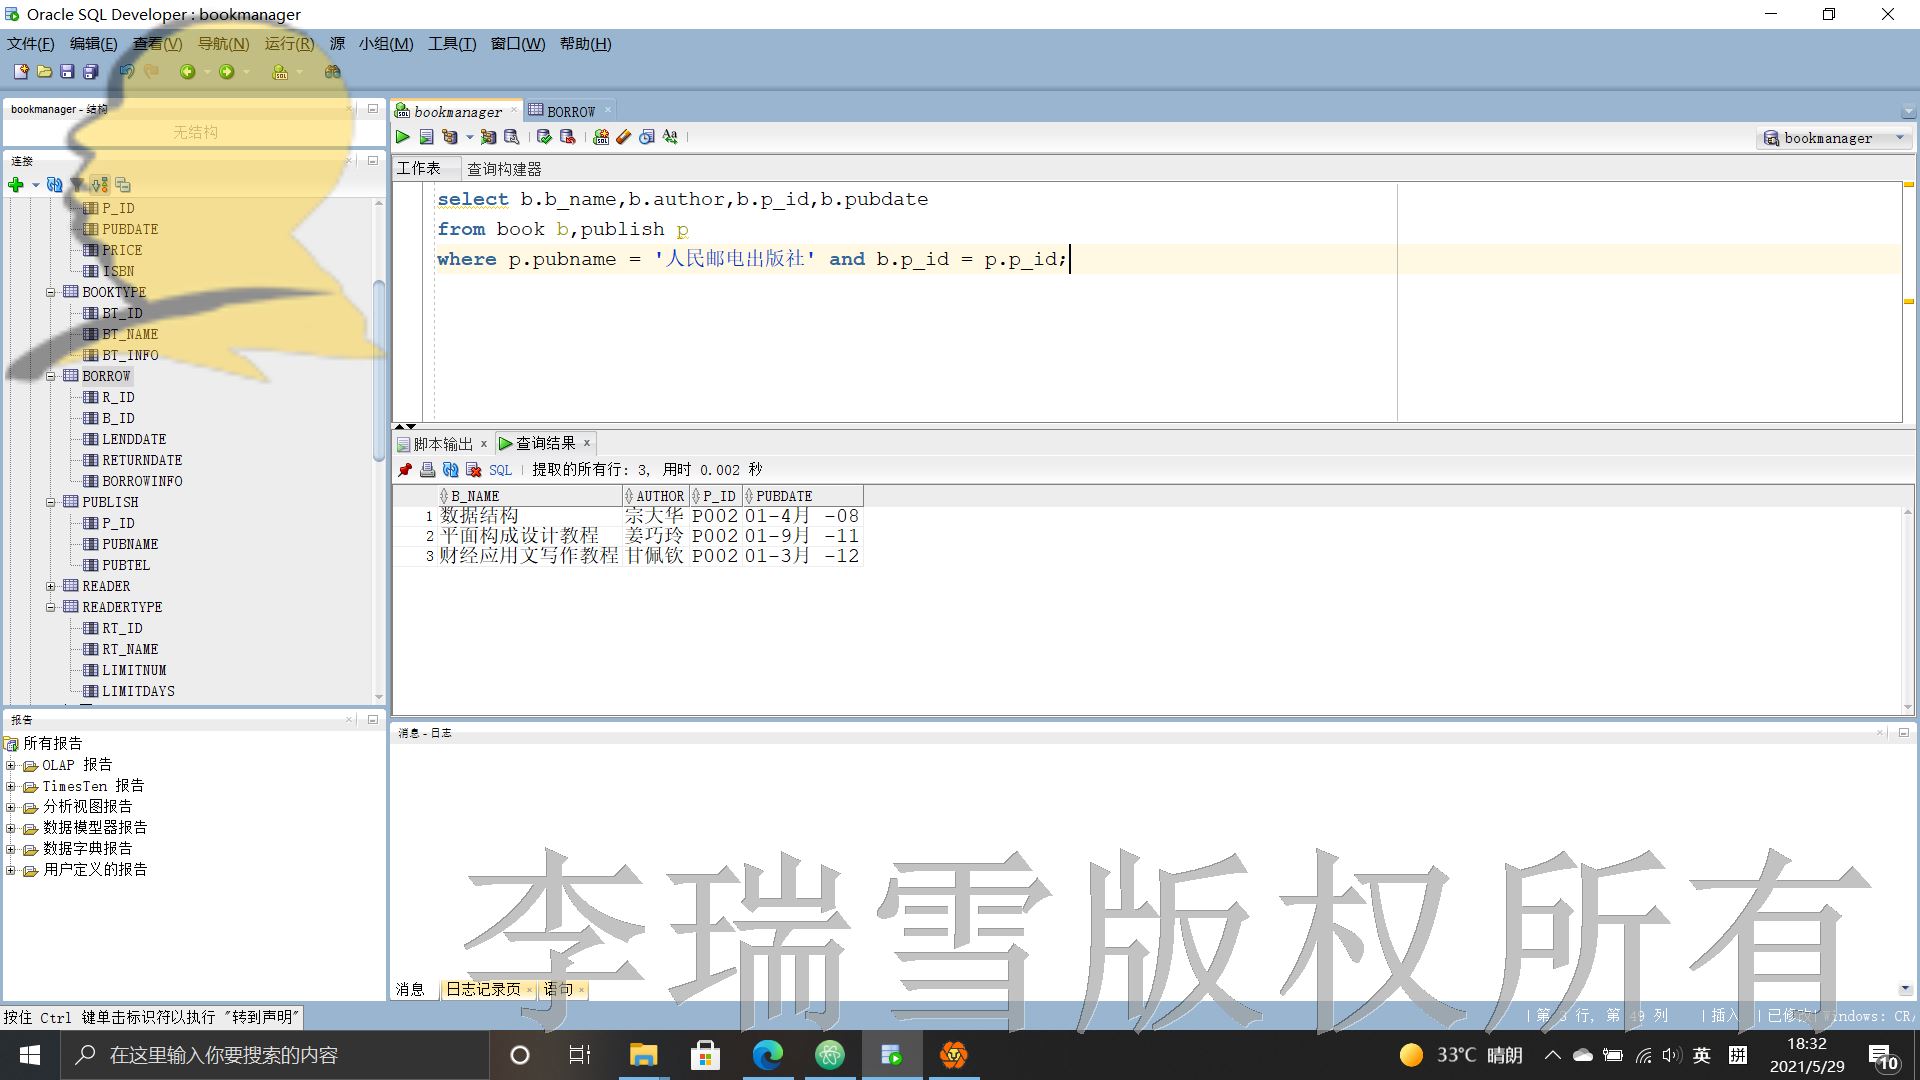 Oracle SQL Developer : bookmanager
文件(F) 编辑(E) 查看(V) 导航(N) 运行(R) 源 小组(M) 工具(T) 窗口(W) 帮助(H)
bookmanager - 结构
无结构
连接
P_ID
PUBDATE
PRICE
ISBN
BOOKTYPE
BT_ID
BT_NAME
BT_INFO
BORROW
R_ID
B_ID
LENDDATE
RETURNDATE
BORROWINFO
PUBLISH
P_ID
PUBNAME
PUBTEL
READER
READERTYPE
RT_ID
RT_NAME
LIMITNUM
LIMITDAYS
报告
所有报告
OLAP 报告
TimesTen 报告
分析视图报告
数据模型器报告
数据字典报告
用户定义的报告
bookmanager BORROW
bookmanager
工作表 查询构建器
select b.b_name,b.author,b.p_id,b.pubdate
from book b,publish p
where p.pubname = '人民邮电出版社' and b.p_id = p.p_id;
脚本输出 查询结果
SQL | 提取的所有行: 3, 用时 0.002 秒
B_NAME AUTHOR P_ID PUBDATE
1 数据结构 宗大华 P002 01-4月 -08
2 平面构成设计教程 姜巧玲 P002 01-9月 -11
3 财经应用文写作教程 甘佩钦 P002 01-3月 -12
消息 - 日志
李瑞雪版权所有
消息 日志记录页 语句
按住 Ctrl 键单击标识符以执行 "转到声明"
第 3 行, 第 49 列 | 插入 | 已修改 | Windows: CR/
在这里输入你要搜索的内容
33°C 晴朗
英
拼
18:32
2021/5/29
10